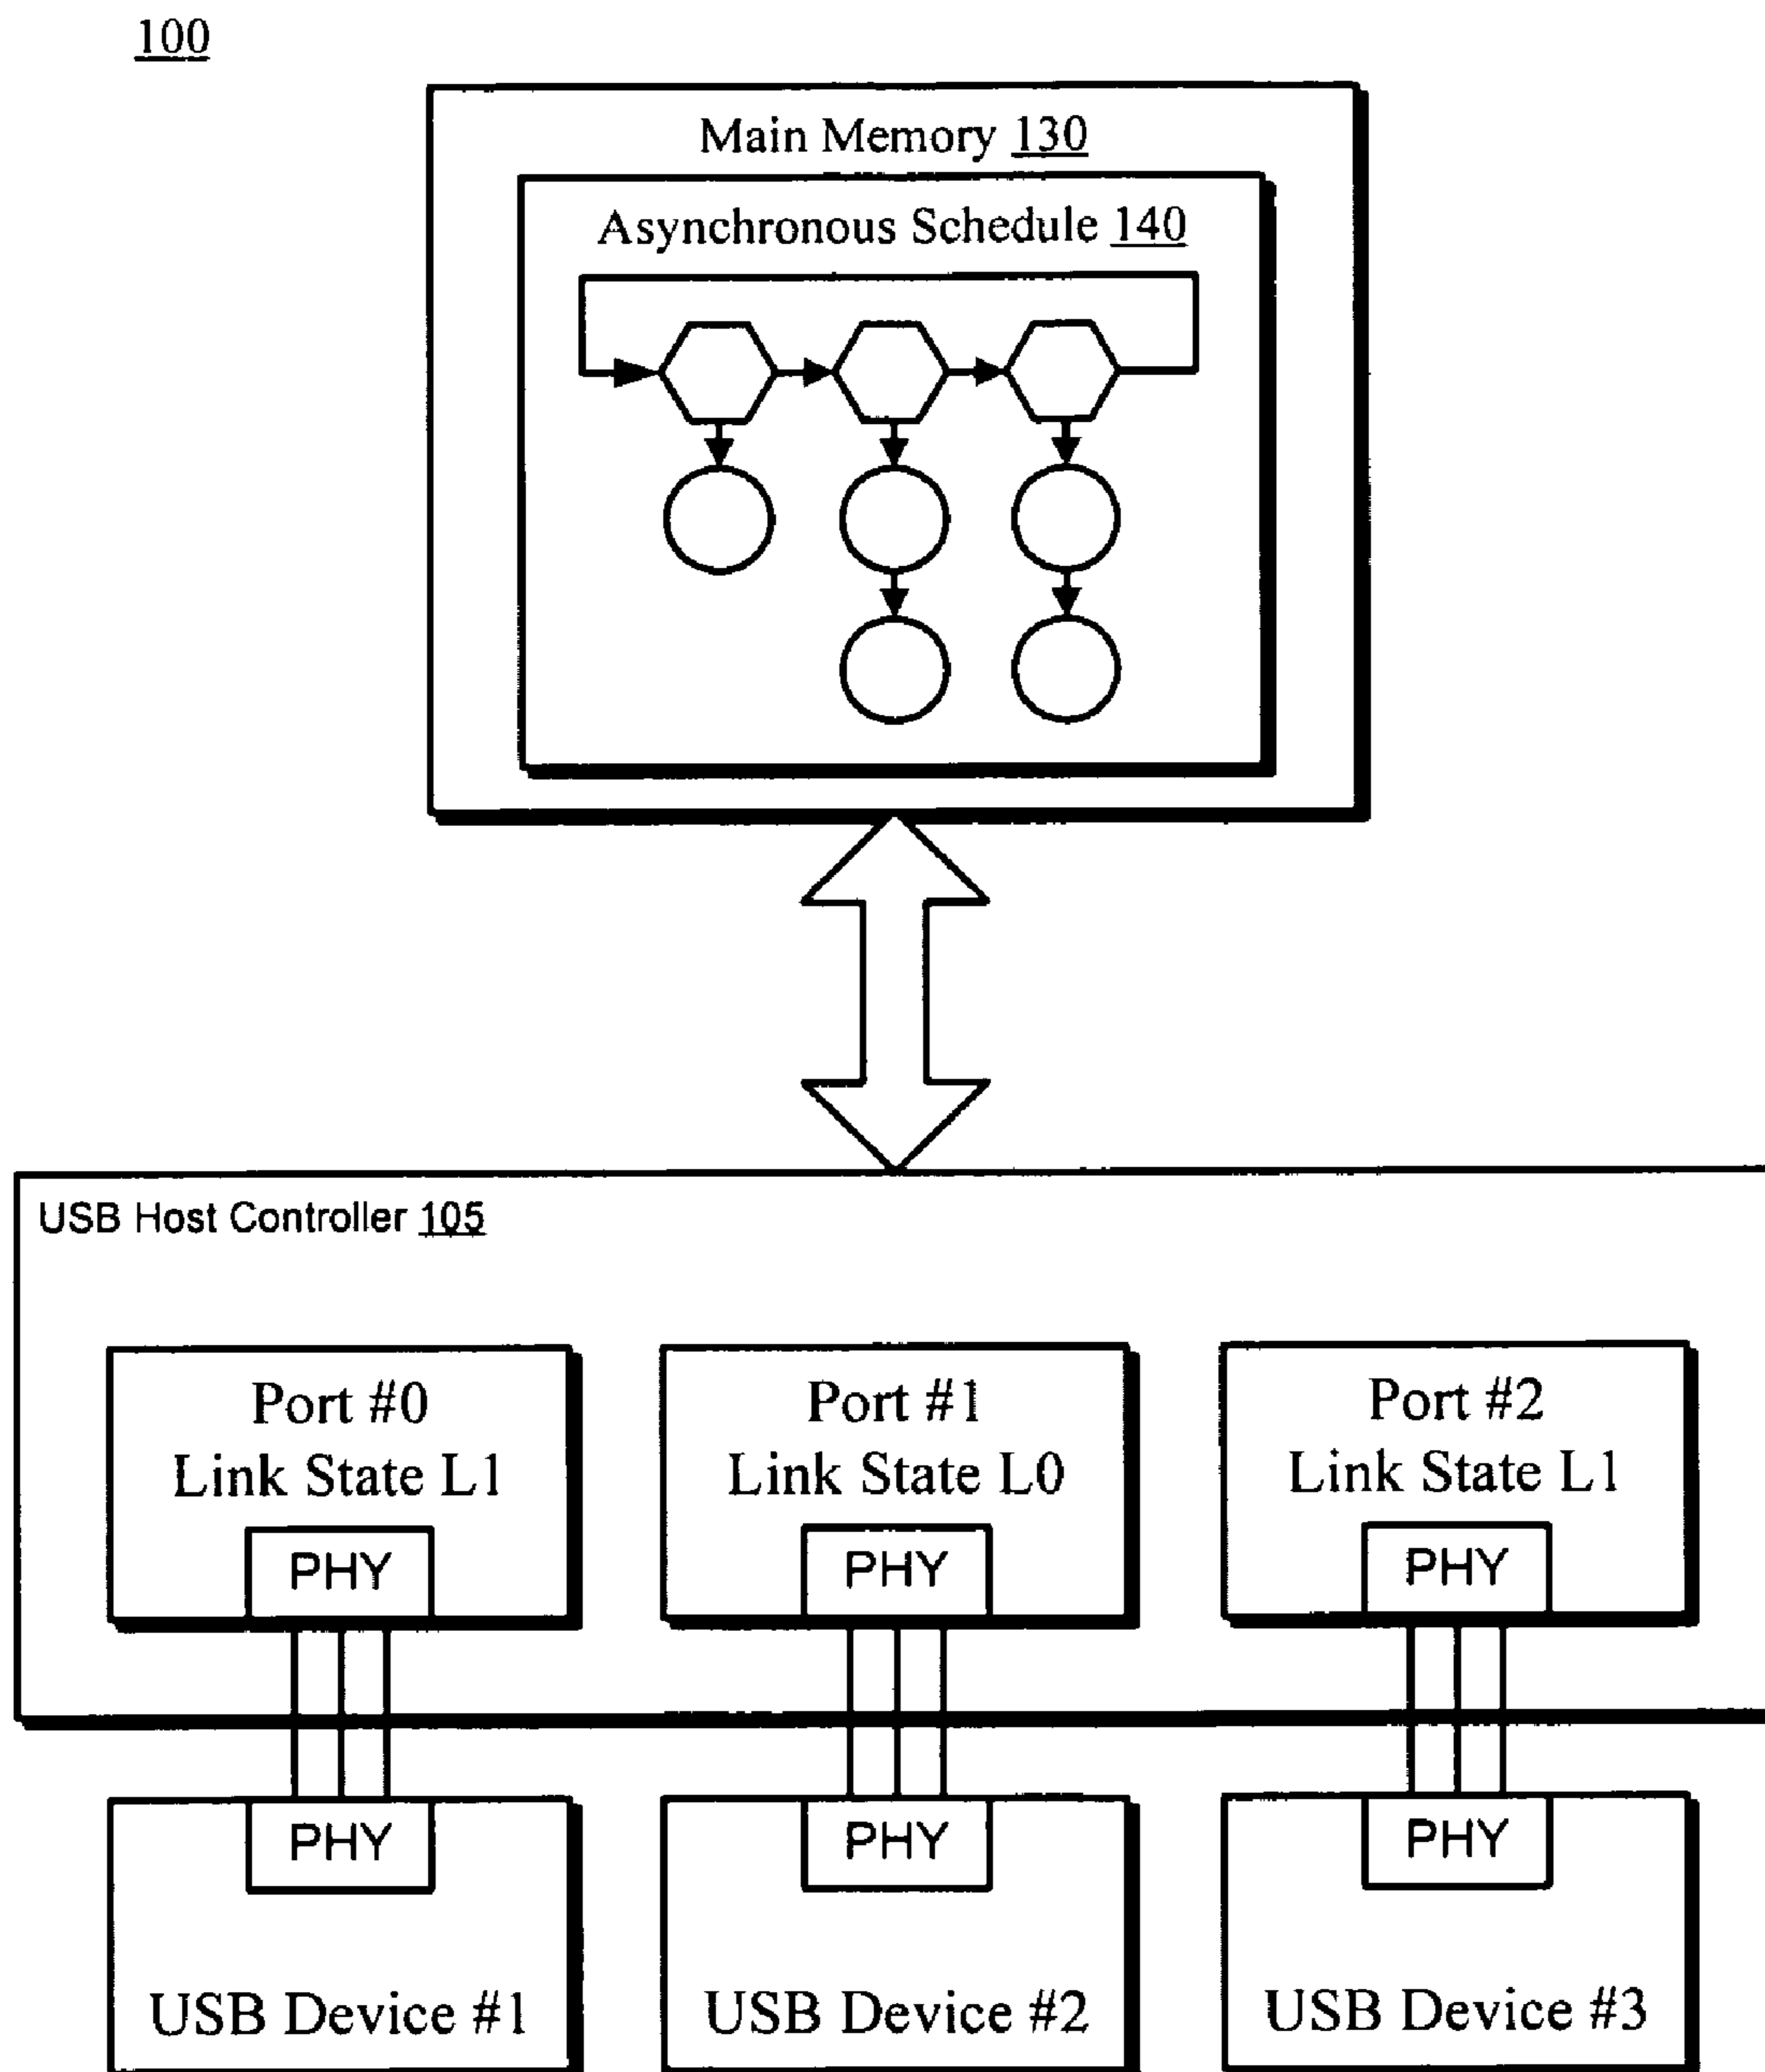 100
Main Memory 130
Asynchronous Schedule 140
USB Host Controller 105
Port #0
Link State L1
PHY
Port #1
Link State L0
PHY
Port #2
Link State L1
PHY
PHY
USB Device #1
PHY
USB Device #2
PHY
USB Device #3